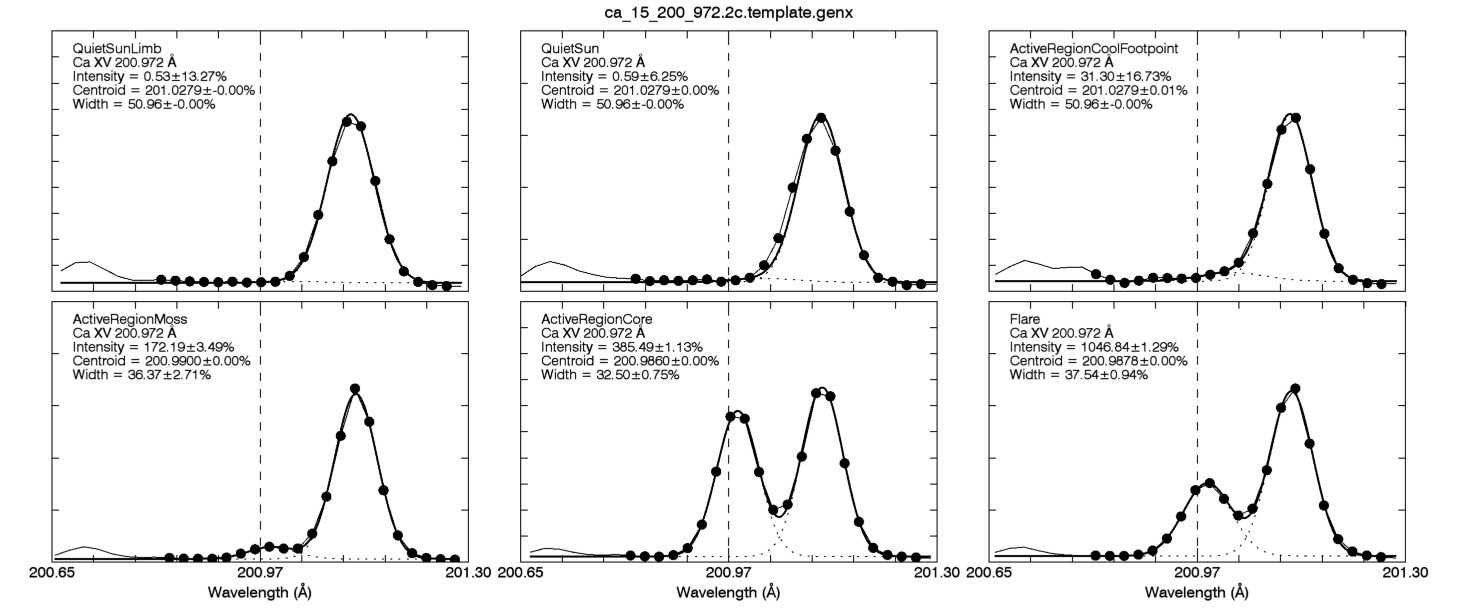 ca_15_200_972.2c.template.genx
QuietSunLimb
Ca XV 200.972 Å
Intensity = 0.53±13.27%
Centroid = 201.0279±-0.00%
Width = 50.96±-0.00%
QuietSun
Ca XV 200.972 Å
Intensity = 0.59±6.25%
Centroid = 201.0279±0.00%
Width = 50.96±-0.00%
ActiveRegionCoolFootpoint
Ca XV 200.972 Å
Intensity = 31.30±16.73%
Centroid = 201.0279±0.01%
Width = 50.96±-0.00%
ActiveRegionMoss
Ca XV 200.972 Å
Intensity = 172.19±3.49%
Centroid = 200.9900±0.00%
Width = 36.37±2.71%
ActiveRegionCore
Ca XV 200.972 Å
Intensity = 385.49±1.13%
Centroid = 200.9860±0.00%
Width = 32.50±0.75%
Flare
Ca XV 200.972 Å
Intensity = 1046.84±1.29%
Centroid = 200.9878±0.00%
Width = 37.54±0.94%
200.65 200.97 201.30 200.65 200.97 201.30 200.65 200.97 201.30
Wavelength (Å) Wavelength (Å) Wavelength (Å)